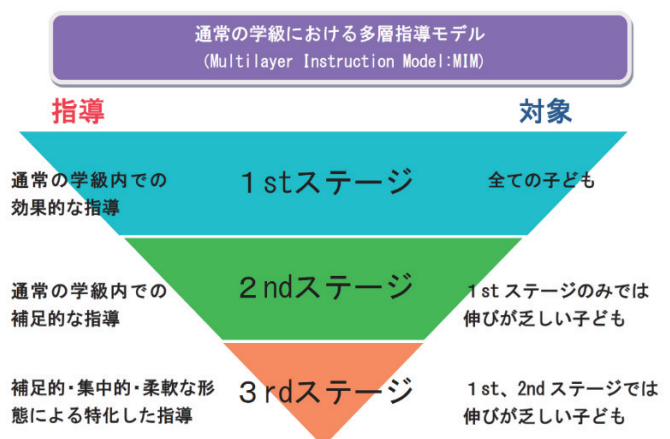 通常の学級における多層指導モデル
(Multilayer Instruction Model:MIM)
指導
対象
通常の学級内での
効果的な指導
1stステージ
全ての子ども
通常の学級内での
補足的な指導
2ndステージ
1stステージのみでは
伸びが乏しい子ども
補足的・集中的・柔軟な形
態による特化した指導
3rdステージ
1st、2ndステージでは
伸びが乏しい子ども